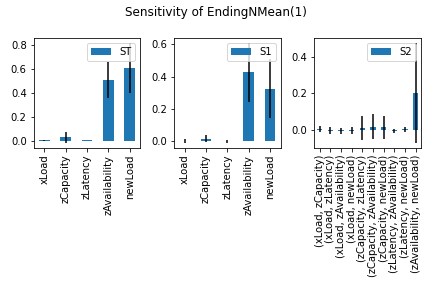 Sensitivity of EndingNMean(1)
0.8
0.6
0.4
0.2
0.0
ST
xLoad
zCapacity
zLatency
zAvailability
newLoad
0.6
0.4
0.2
0.0
S1
xLoad
zCapacity
zLatency
zAvailability
newLoad
0.4
0.2
0.0
S2
(xLoad, zCapacity)
(xLoad, zLatency)
(xLoad, zAvailability)
(xLoad, newLoad)
(zCapacity, zLatency)
(zCapacity, zAvailability)
(zCapacity, newLoad)
(zLatency, zAvailability)
(zLatency, newLoad)
(zAvailability, newLoad)